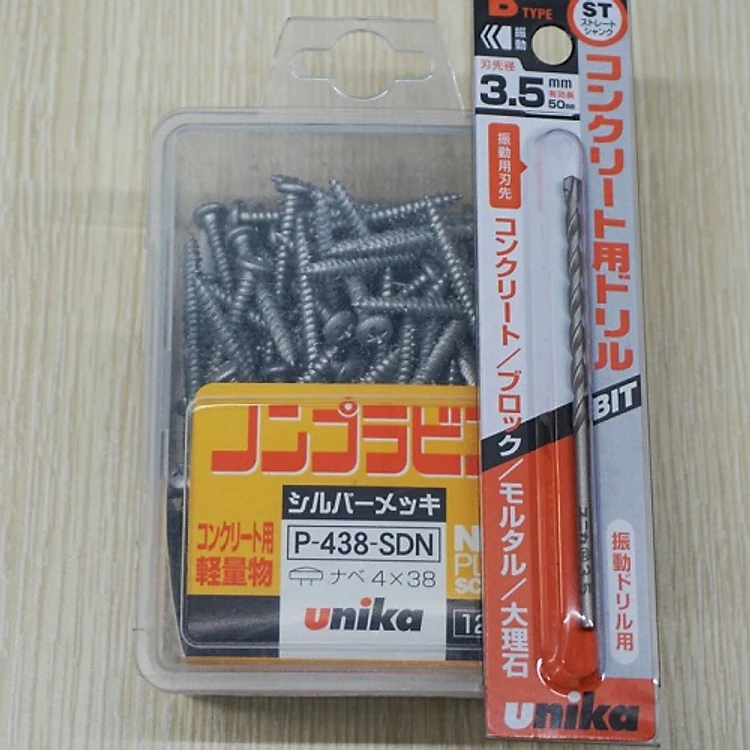 B TYPE
振動
ST
ストレート
シャンク
刃先径
3.5 mm
有効長
50mm
振動用刃先
コンクリート/ブロック/モルタル/大理石
コンクリート用ドリル
BIT
振動ドリル用
unika
ノンプラビ
シルバーメッキ
コンクリート用
軽量物
P-438-SDN
ナベ 4×38
unika